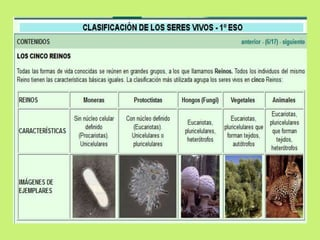 CLASIFICACIÓN DE LOS SERES VIVOS - 1º ESO
CONTENIDOS anterior - (6/17) - siguiente
LOS CINCO REINOS
Todas las formas de vida conocidas se reúnen en grandes grupos, a los que llamamos Reinos. Todos los individuos del mismo
Reino tienen las características básicas iguales. La clasificación más utilizada agrupa los seres vivos en cinco Reinos:
REINOS Moneras Protoctistas Hongos (Fungi) Vegetales Animales
CARACTERÍSTICAS
Sin núcleo celular
definido
(Procariotas).
Unicelulares
Con núcleo definido
(Eucariotas).
Unicelulares o
pluricelulares
Eucariotas,
pluricelulares,
heterótrofos
Eucariotas,
pluricelulares que
forman tejidos,
autótrofos
Eucariotas,
pluricelulares
que forman
tejidos,
heterótrofos
IMÁGENES DE
EJEMPLARES